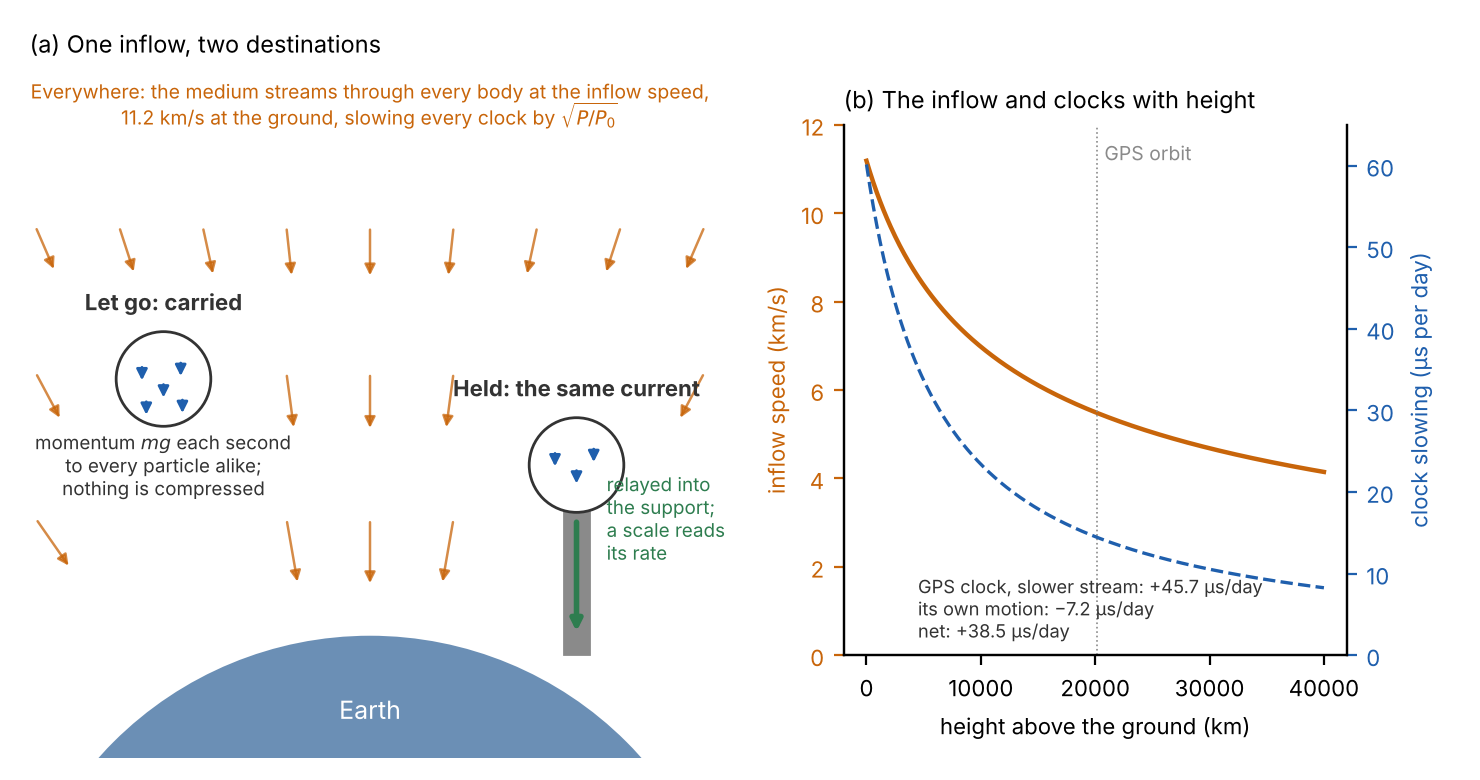 (a) One inflow, two destinations
Everywhere: the medium streams through every body at the inflow speed,
11.2 km/s at the ground, slowing every clock by √P/P₀
Let go: carried
momentum mg each second
to every particle alike;
nothing is compressed
Held: the same current
relayed into
the support;
a scale reads
its rate
Earth
(b) The inflow and clocks with height
12
10
8
6
4
2
0
inflow speed (km/s)
GPS orbit
60
50
40
30
20
10
0
clock slowing (µs per day)
GPS clock, slower stream: +45.7 µs/day
its own motion: −7.2 µs/day
net: +38.5 µs/day
0 10000 20000 30000 40000
height above the ground (km)